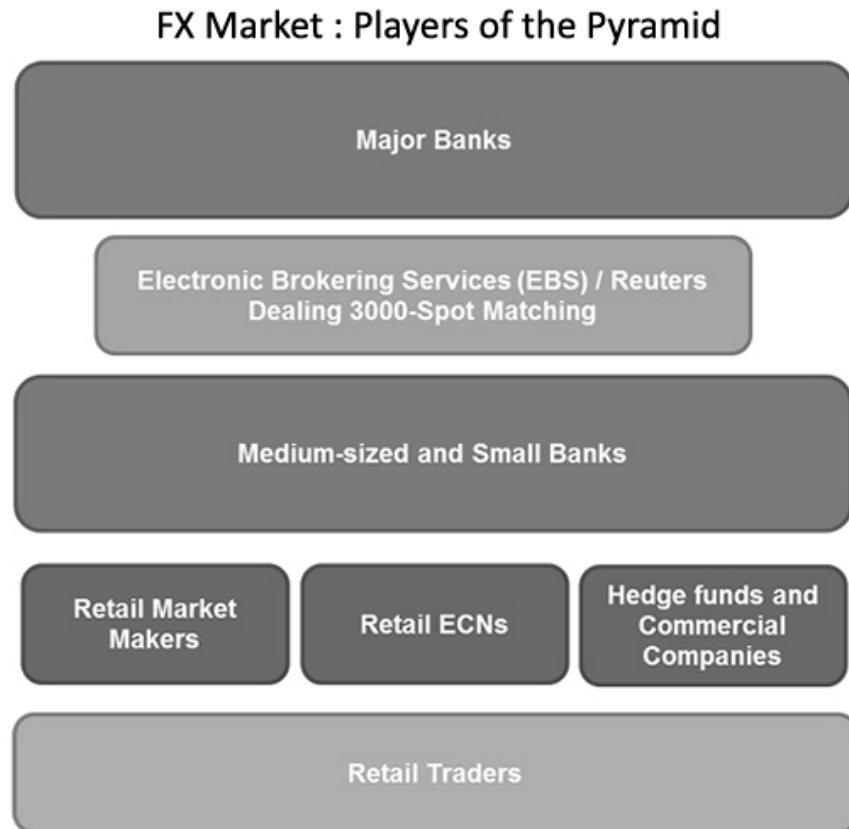 FX Market : Players of the Pyramid
Major Banks
Electronic Brokering Services (EBS) / Reuters
Dealing 3000-Spot Matching
Medium-sized and Small Banks
Retail Market
Makers
Retail ECNs
Hedge funds and
Commercial
Companies
Retail Traders